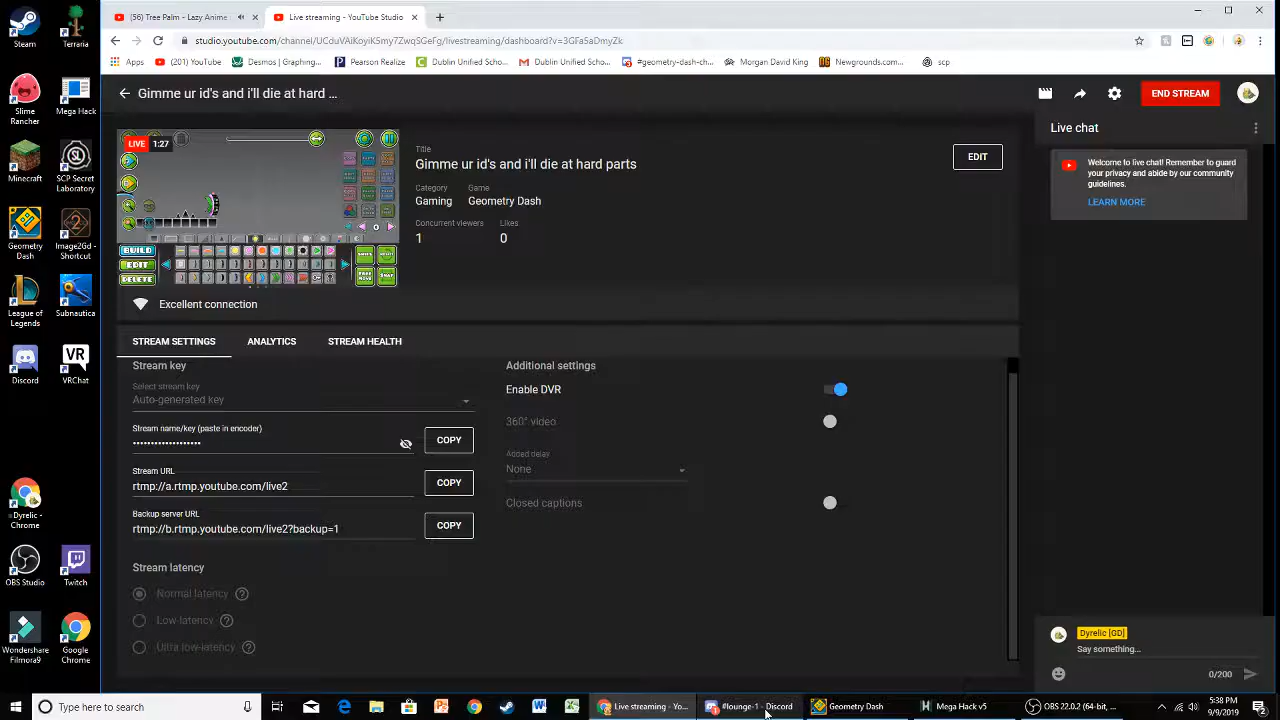 Steam
Terraria
Slime Rancher
Mega Hack
Minecraft
SCP Secret Laboratory
Geometry Dash
Image2Gd - Shortcut
League of Legends
Subnautica
Discord
VR
VRChat
Dyrelic - Chrome
OBS Studio
Twitch
Wondershare Filmora9
Google Chrome
(56) Tree Palm - Lazy Anime
Live streaming - YouTube Studio
studio.youtube.com/channel/UCduVAiKoyiK5my7ZwqSGeFg/livestreaming/dashboard?v=3GFa5aDmyZk
Apps
(201) YouTube
Desmos | Graphing...
Pearson Realize
Dublin Unified Scho...
Dublin Unified Scho...
#geometry-dash-ch...
Morgan David King
Newgrounds.com...
scp
Gimme ur id's and i'll die at hard ...
END STREAM
LIVE 1:27
BUILD
EDIT
DELETE
0
Title
Gimme ur id's and i'll die at hard parts
EDIT
Category
Gaming
Game
Geometry Dash
Concurrent viewers
1
Likes
0
Excellent connection
STREAM SETTINGS
ANALYTICS
STREAM HEALTH
Stream key
Select stream key
Auto-generated key
Stream name/key (paste in encoder)
••••••••••••••••••
COPY
Stream URL
rtmp://a.rtmp.youtube.com/live2
COPY
Backup server URL
rtmp://b.rtmp.youtube.com/live2?backup=1
COPY
Stream latency
Normal latency
Low-latency
Ultra low-latency
Additional settings
Enable DVR
360° video
Added delay
None
Closed captions
Live chat
Welcome to live chat! Remember to guard
your privacy and abide by our community
guidelines.
LEARN MORE
Dyrelic [GD]
Say something...
0/200
Type here to search
Live streaming - Yo...
#lounge-1 - Discord
Geometry Dash
Mega Hack v5
OBS 22.0.2 (64-bit, ...
5:38 PM
9/9/2019
2